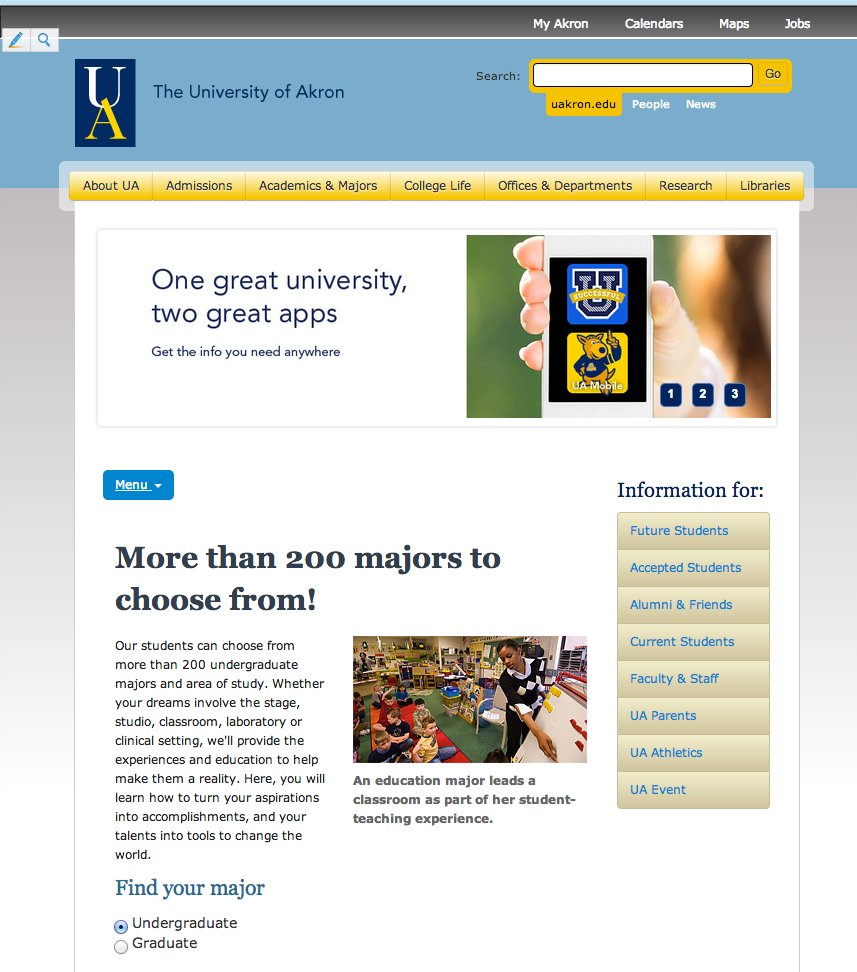 My Akron Calendars Maps Jobs
UA
The University of Akron
Search: Go
uakron.edu People News
About UA Admissions Academics & Majors College Life Offices & Departments Research Libraries
One great university,
two great apps
Get the info you need anywhere
U
SUCCESSFUL
UA Mobile
1 2 3
Menu
More than 200 majors to
choose from!
Our students can choose from
more than 200 undergraduate
majors and area of study. Whether
your dreams involve the stage,
studio, classroom, laboratory or
clinical setting, we'll provide the
experiences and education to help
make them a reality. Here, you will
learn how to turn your aspirations
into accomplishments, and your
talents into tools to change the
world.
An education major leads a
classroom as part of her student-
teaching experience.
Find your major
Undergraduate
Graduate
Information for:
Future Students
Accepted Students
Alumni & Friends
Current Students
Faculty & Staff
UA Parents
UA Athletics
UA Event